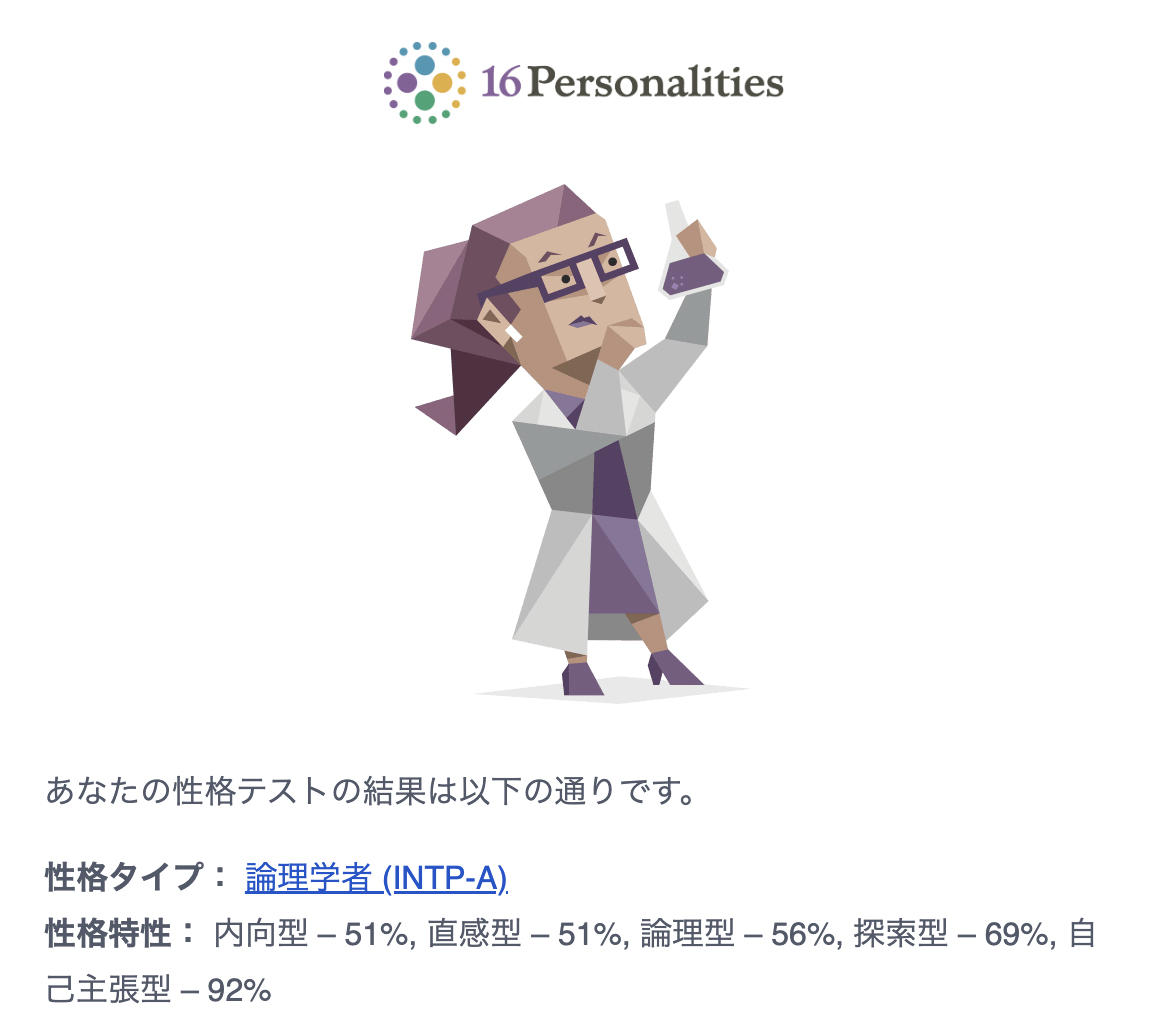 16Personalities
あなたの性格テストの結果は以下の通りです。
性格タイプ： 論理学者 (INTP-A)
性格特性： 内向型 – 51%, 直感型 – 51%, 論理型 – 56%, 探索型 – 69%, 自
己主張型 – 92%